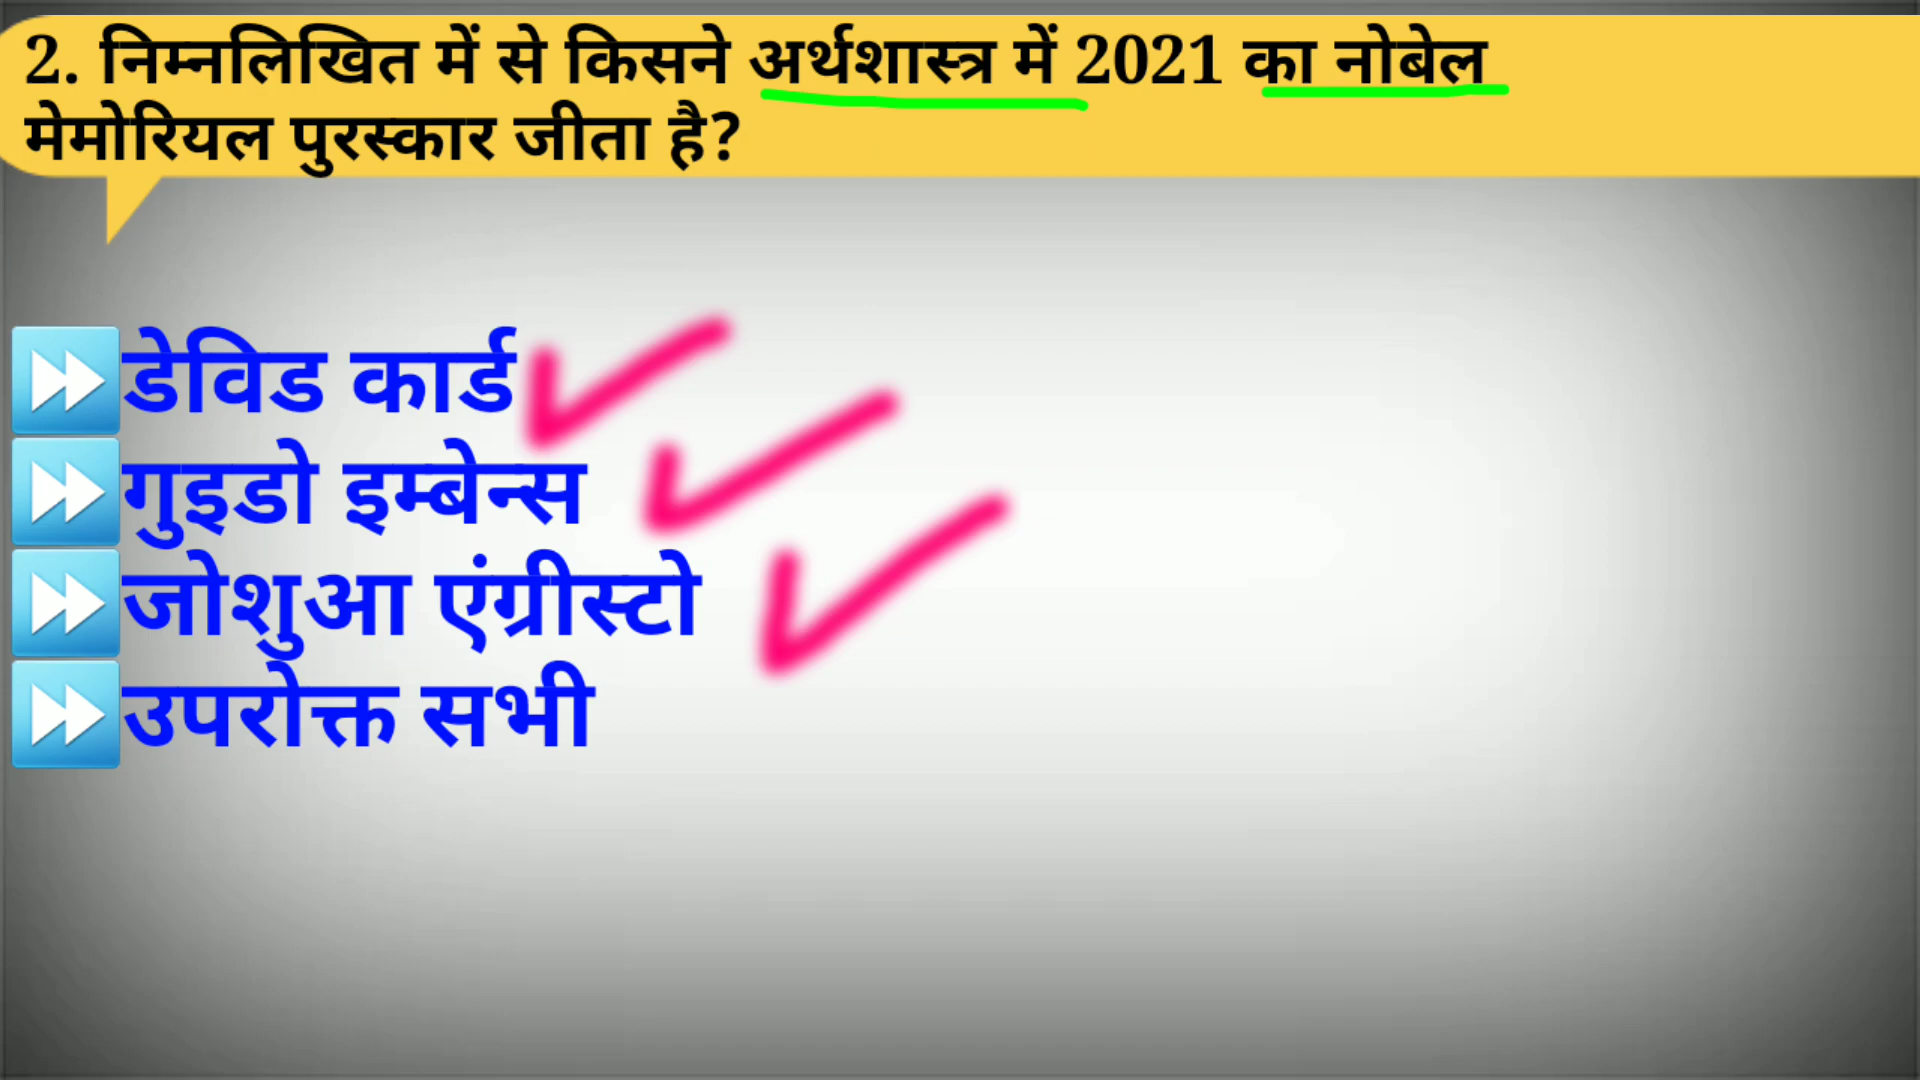 2. निम्नलिखित में से किसने अर्थशास्त्र में 2021 का नोबेल
मेमोरियल पुरस्कार जीता है?
डेविड कार्ड
गुइडो इम्बेन्स
जोशुआ एंग्रीस्टो
उपरोक्त सभी